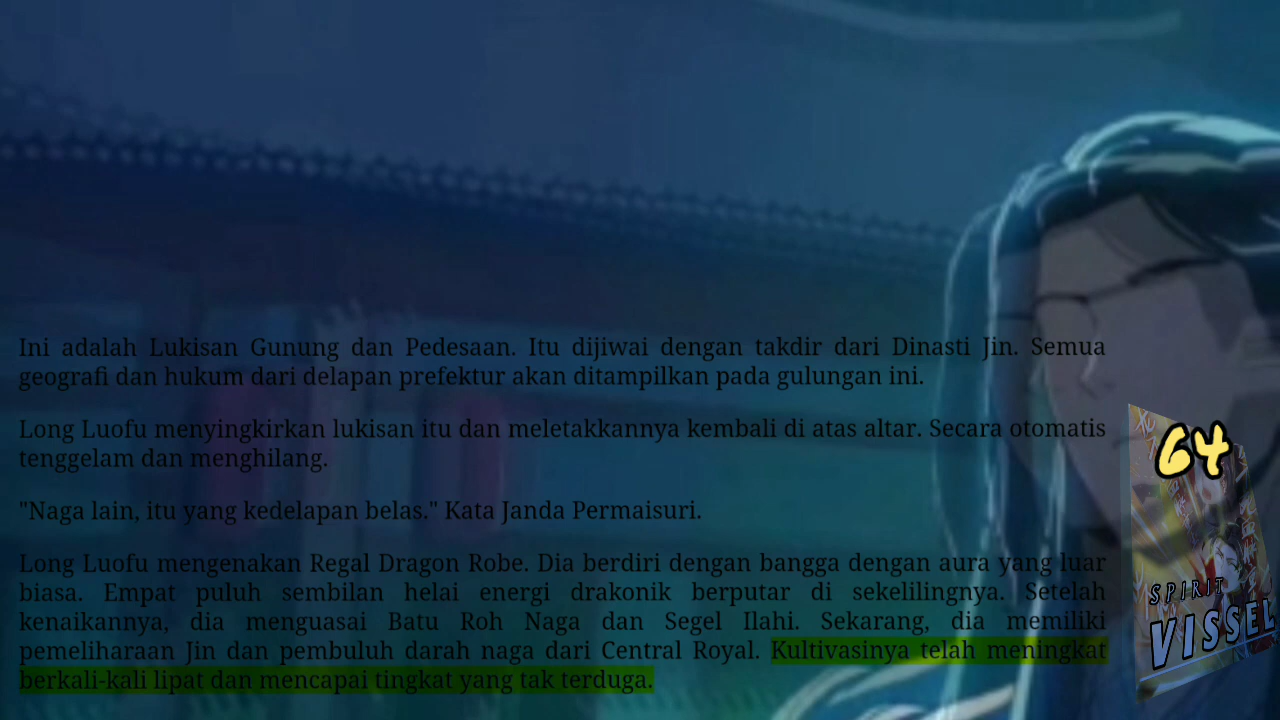 Ini adalah Lukisan Gunung dan Pedesaan. Itu dijiwai dengan takdir dari Dinasti Jin. Semua
geografi dan hukum dari delapan prefektur akan ditampilkan pada gulungan ini.
Long Luofu menyingkirkan lukisan itu dan meletakkannya kembali di atas altar. Secara otomatis
tenggelam dan menghilang.
"Naga lain, itu yang kedelapan belas." Kata Janda Permaisuri.
Long Luofu mengenakan Regal Dragon Robe. Dia berdiri dengan bangga dengan aura yang luar
biasa. Empat puluh sembilan helai energi drakonik berputar di sekelilingnya. Setelah
kenaikannya, dia menguasai Batu Roh Naga dan Segel Ilahi. Sekarang, dia memiliki
pemeliharaan Jin dan pembuluh darah naga dari Central Royal. Kultivasinya telah meningkat
berkali-kali lipat dan mencapai tingkat yang tak terduga.
64
SPIRIT
VISSEL